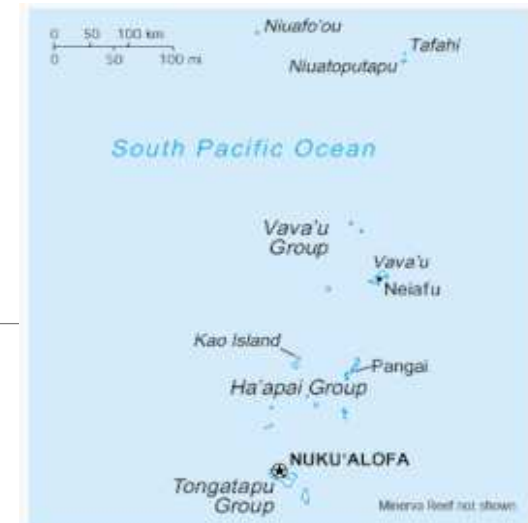 Niuafo'ou
0 50 100 km
0 50 100 mi
Tafahi
Niuatoputapu
South Pacific Ocean
Vava'u
Group
Vava'u
Neiafu
Kao Island
Pangai
Ha'apai Group
NUKU'ALOFA
Tongatapu
Group
Minerva Reef not shown.